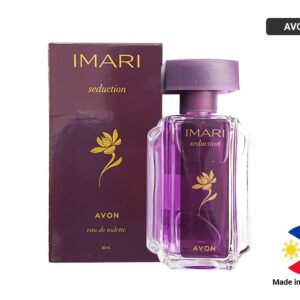 AVO
IMARI
seduction
AVON
eau de toilette
50 mL
IMARI
seduction
AVON
Made in